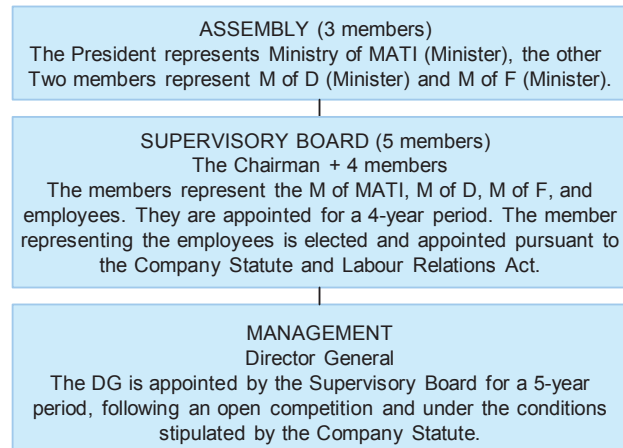 ASSEMBLY (3 members)
The President represents Ministry of MATI (Minister), the other
Two members represent M of D (Minister) and M of F (Minister).
SUPERVISORY BOARD (5 members)
The Chairman + 4 members
The members represent the M of MATI, M of D, M of F, and
employees. They are appointed for a 4-year period. The member
representing the employees is elected and appointed pursuant to
the Company Statute and Labour Relations Act.
MANAGEMENT
Director General
The DG is appointed by the Supervisory Board for a 5-year
period, following an open competition and under the conditions
stipulated by the Company Statute.